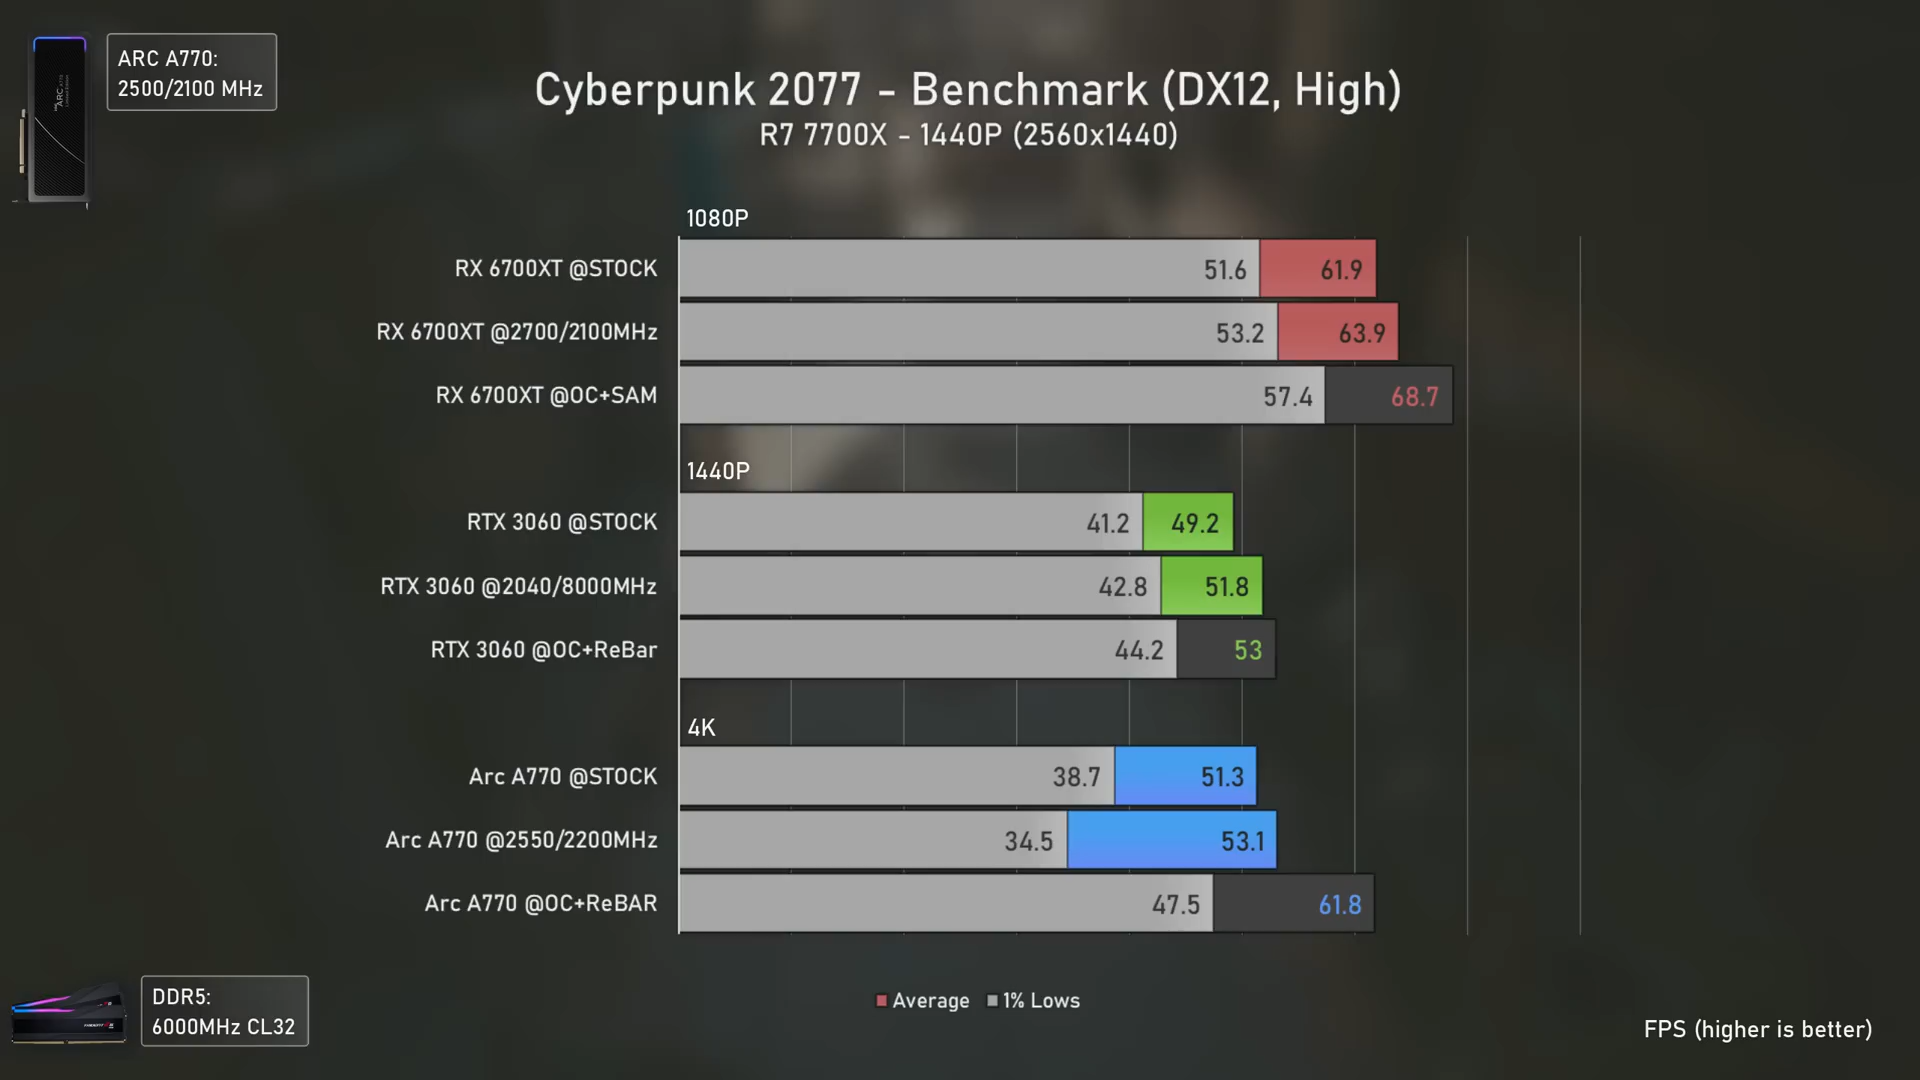 ARC A770:
2500/2100 MHz
Cyberpunk 2077 - Benchmark (DX12, High)
R7 7700X - 1440P (2560x1440)
1080P
RX 6700XT @STOCK 51.6 61.9
RX 6700XT @2700/2100MHz 53.2 63.9
RX 6700XT @OC+SAM 57.4 68.7
1440P
RTX 3060 @STOCK 41.2 49.2
RTX 3060 @2040/8000MHz 42.8 51.8
RTX 3060 @OC+ReBar 44.2 53
4K
Arc A770 @STOCK 38.7 51.3
Arc A770 @2550/2200MHz 34.5 53.1
Arc A770 @OC+ReBAR 47.5 61.8
DDR5:
6000MHz CL32
Average 1% Lows
FPS (higher is better)